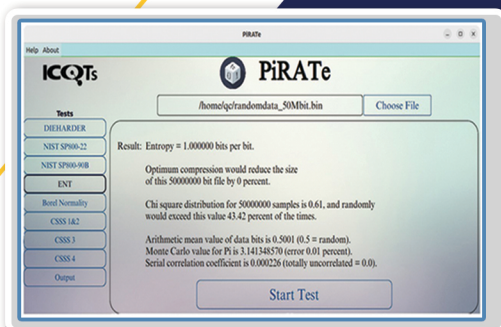 PiRATe
Help About
ICQTs
PiRATe
/home/qc/randomdata_50Mbit.bin
Choose File
Tests
DIEHARDER
NIST SP800-22
NIST SP800-90B
ENT
Borel Normality
CSSS 1&2
CSSS 3
CSSS 4
Output
Result: Entropy = 1.000000 bits per bit.
Optimum compression would reduce the size
of this 50000000 bit file by 0 percent.
Chi square distribution for 50000000 samples is 0.61, and randomly
would exceed this value 43.42 percent of the times.
Arithmetic mean value of data bits is 0.5001 (0.5 = random).
Monte Carlo value for Pi is 3.141348570 (error 0.01 percent).
Serial correlation coefficient is 0.000226 (totally uncorrelated = 0.0).
Start Test